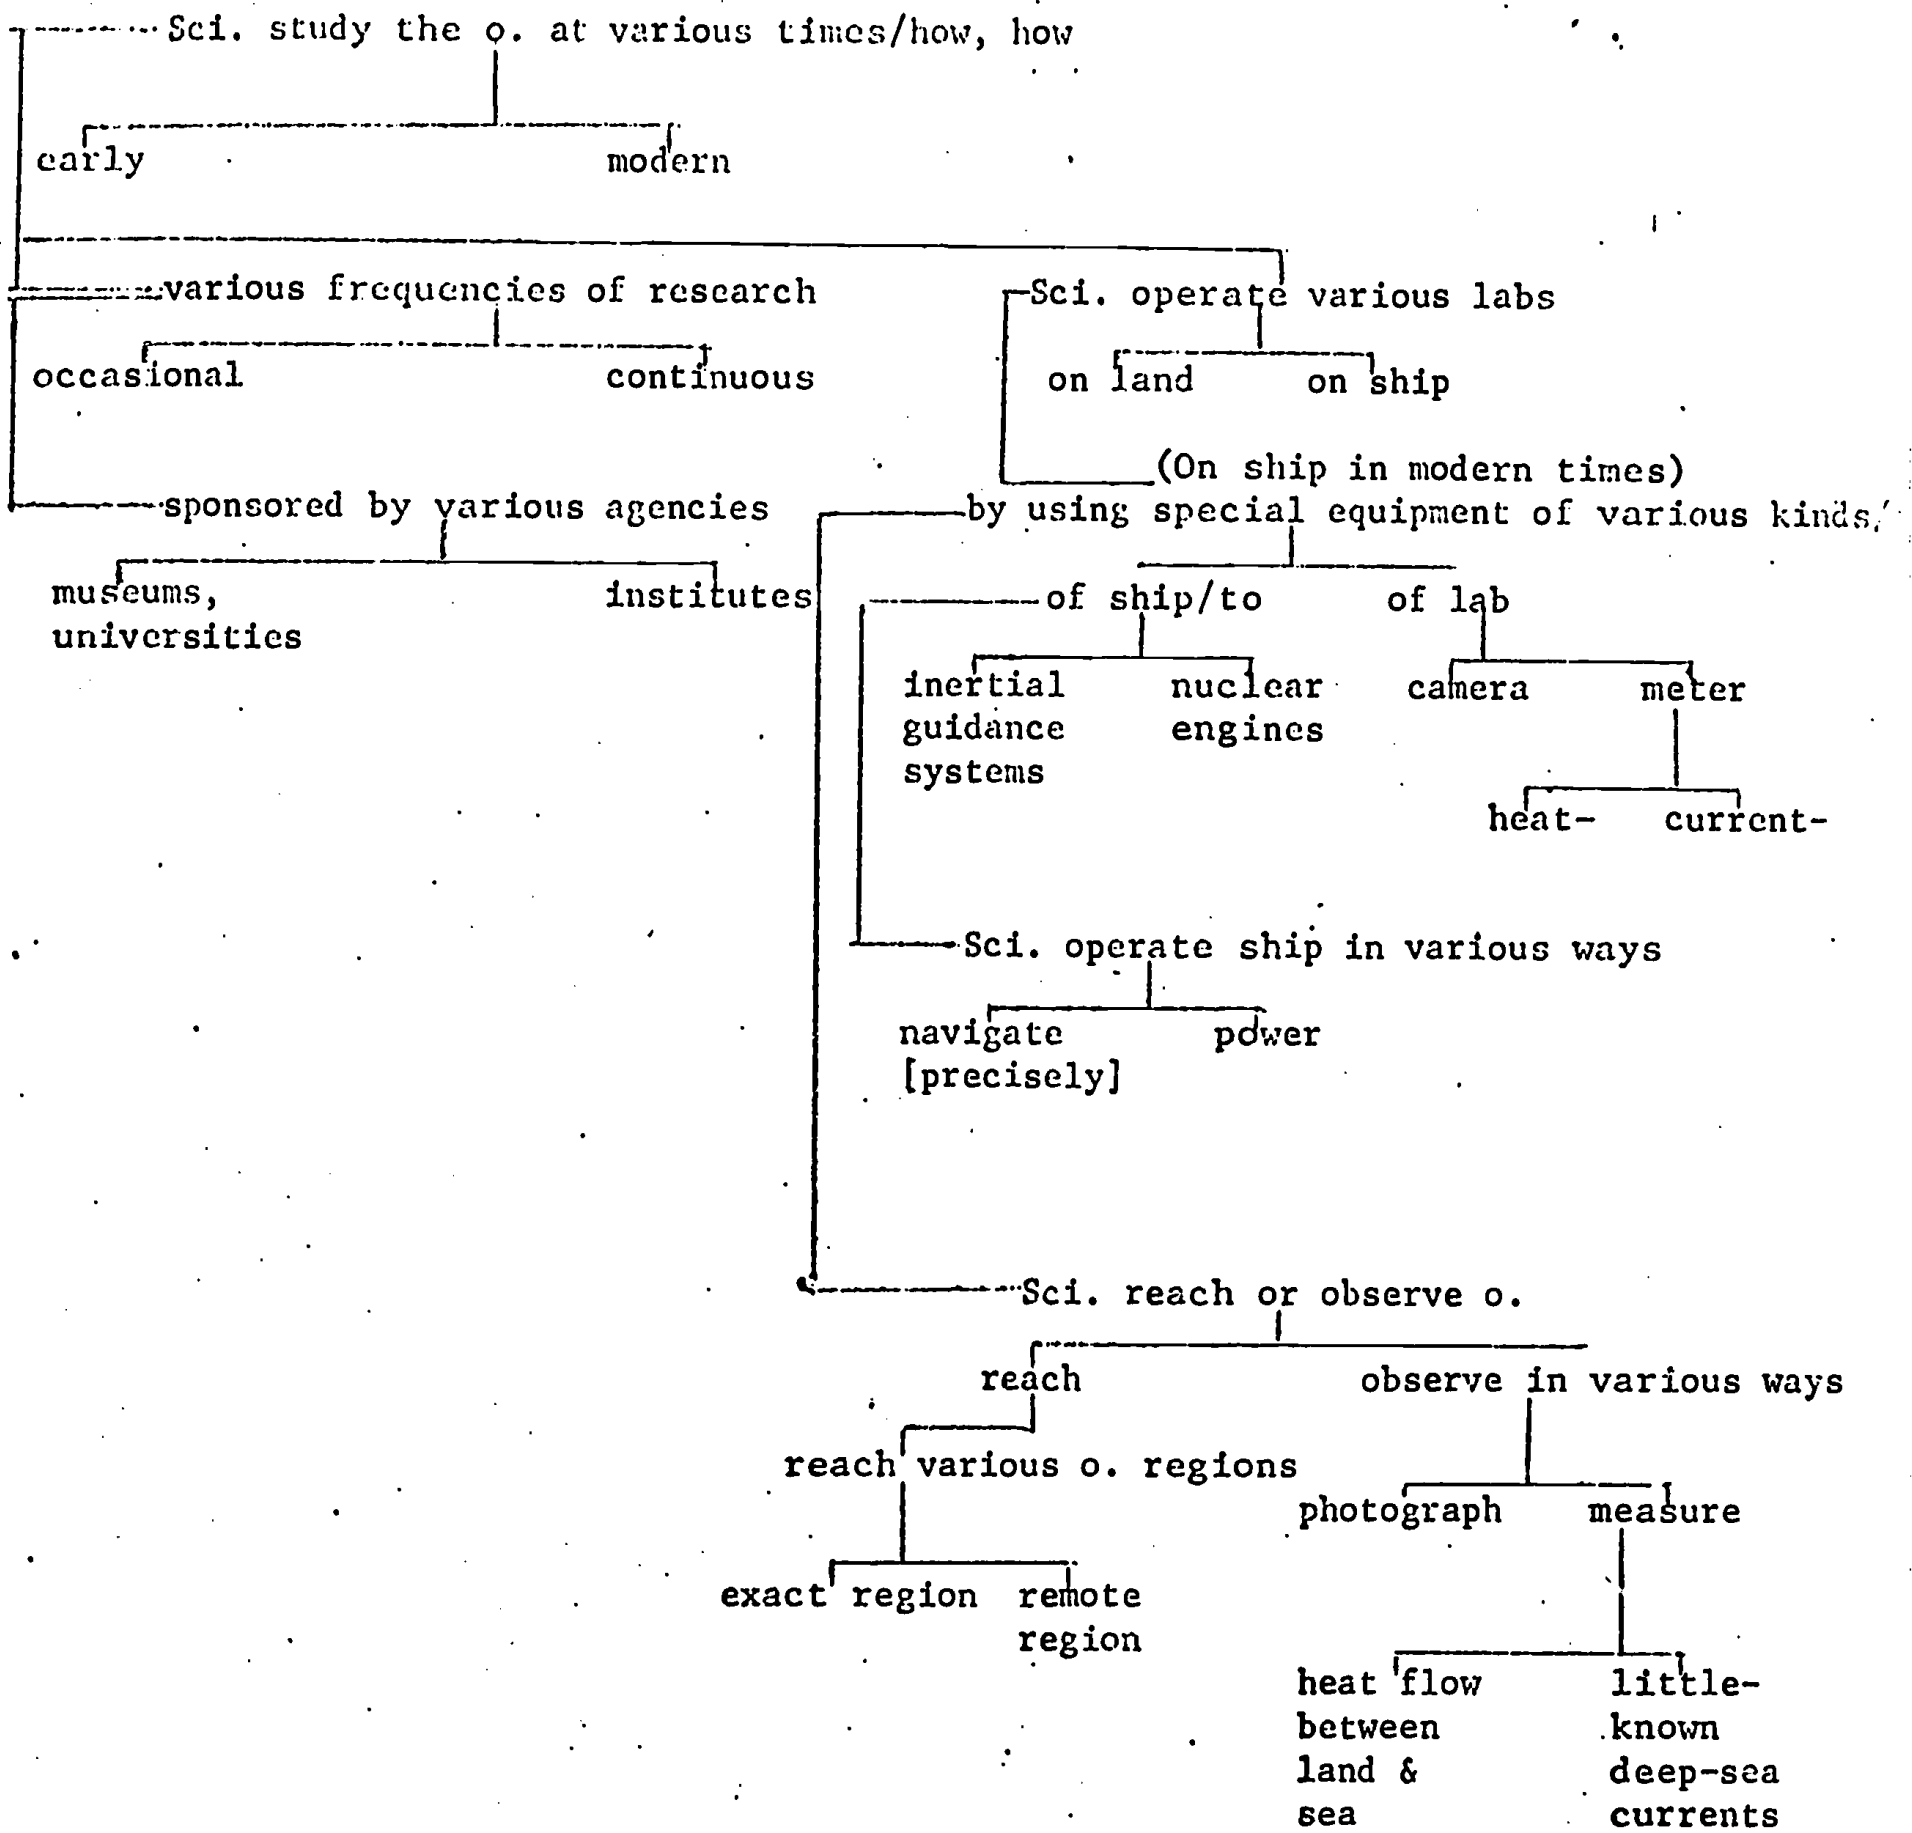 Sci. study the o. at various times/how, how
early modern
various frequencies of research
occasional continuous
sponsored by various agencies
museums, institutes
universities
Sci. operate various labs
on land on ship
(On ship in modern times)
by using special equipment of various kinds/
of ship/to of lab
inertial nuclear camera meter
guidance engines
systems
heat- current-
Sci. operate ship in various ways
navigate power
[precisely]
Sci. reach or observe o.
reach observe in various ways
reach various o. regions
photograph measure
exact region remote
region
heat flow little-
between known
land & deep-sea
sea currents